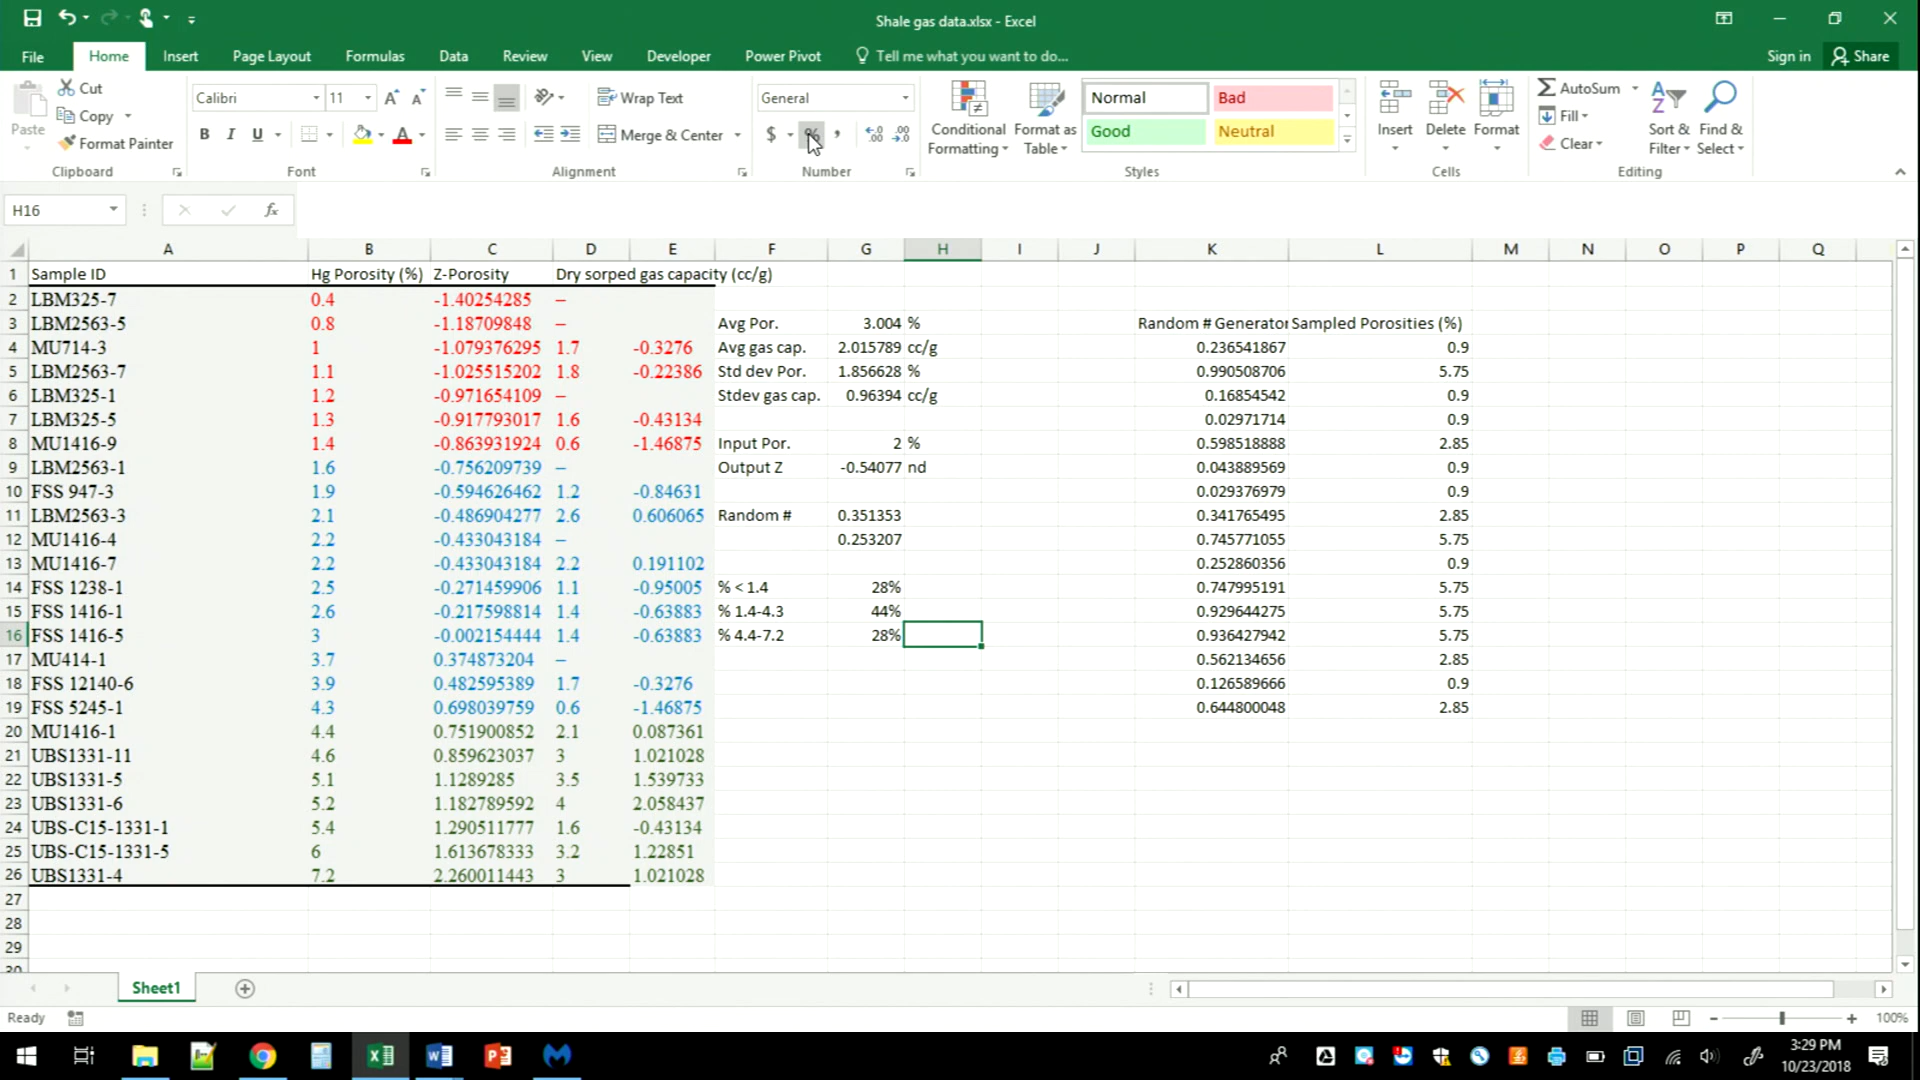 Shale gas data.xlsx - Excel
File Home Insert Page Layout Formulas Data Review View Developer Power Pivot Tell me what you want to do... Sign in Share
Cut
Copy
Format Painter
Paste
Clipboard
Calibri 11
B I U
Font
Wrap Text
Merge & Center
Alignment
General
$ % ,
Number
Conditional Formatting
Format as Table
Normal Bad
Good Neutral
Styles
Insert Delete Format
Cells
AutoSum
Fill
Clear
Sort & Filter
Find & Select
Editing
H16 fx
A B C D E F G H I J K L M N O P Q
1 Sample ID Hg Porosity (%) Z-Porosity Dry sorped gas capacity (cc/g)
2 LBM325-7 0.4 -1.40254285 –
3 LBM2563-5 0.8 -1.18709848 – Avg Por. 3.004 % Random # Generator Sampled Porosities (%)
4 MU714-3 1 -1.079376295 1.7 -0.3276 Avg gas cap. 2.015789 cc/g 0.236541867 0.9
5 LBM2563-7 1.1 -1.025515202 1.8 -0.22386 Std dev Por. 1.856628 % 0.990508706 5.75
6 LBM325-1 1.2 -0.971654109 – Stdev gas cap. 0.96394 cc/g 0.16854542 0.9
7 LBM325-5 1.3 -0.917793017 1.6 -0.43134 0.02971714 0.9
8 MU1416-9 1.4 -0.863931924 0.6 -1.46875 Input Por. 2 % 0.598518888 2.85
9 LBM2563-1 1.6 -0.756209739 – Output Z -0.54077 nd 0.043889569 0.9
10 FSS 947-3 1.9 -0.594626462 1.2 -0.84631 0.029376979 0.9
11 LBM2563-3 2.1 -0.486904277 2.6 0.606065 Random # 0.351353 0.341765495 2.85
12 MU1416-4 2.2 -0.433043184 – 0.253207 0.745771055 5.75
13 MU1416-7 2.2 -0.433043184 2.2 0.191102 0.252860356 0.9
14 FSS 1238-1 2.5 -0.271459906 1.1 -0.95005 % < 1.4 28% 0.747995191 5.75
15 FSS 1416-1 2.6 -0.217598814 1.4 -0.63883 % 1.4-4.3 44% 0.929644275 5.75
16 FSS 1416-5 3 -0.002154444 1.4 -0.63883 % 4.4-7.2 28% 0.936427942 5.75
17 MU414-1 3.7 0.374873204 – 0.562134656 2.85
18 FSS 12140-6 3.9 0.482595389 1.7 -0.3276 0.126589666 0.9
19 FSS 5245-1 4.3 0.698039759 0.6 -1.46875 0.644800048 2.85
20 MU1416-1 4.4 0.751900852 2.1 0.087361
21 UBS1331-11 4.6 0.859623037 3 1.021028
22 UBS1331-5 5.1 1.1289285 3.5 1.539733
23 UBS1331-6 5.2 1.182789592 4 2.058437
24 UBS-C15-1331-1 5.4 1.290511777 1.6 -0.43134
25 UBS-C15-1331-5 6 1.613678333 3.2 1.22851
26 UBS1331-4 7.2 2.260011443 3 1.021028
27
28
29
30
Sheet1
Ready 100%
3:29 PM
10/23/2018